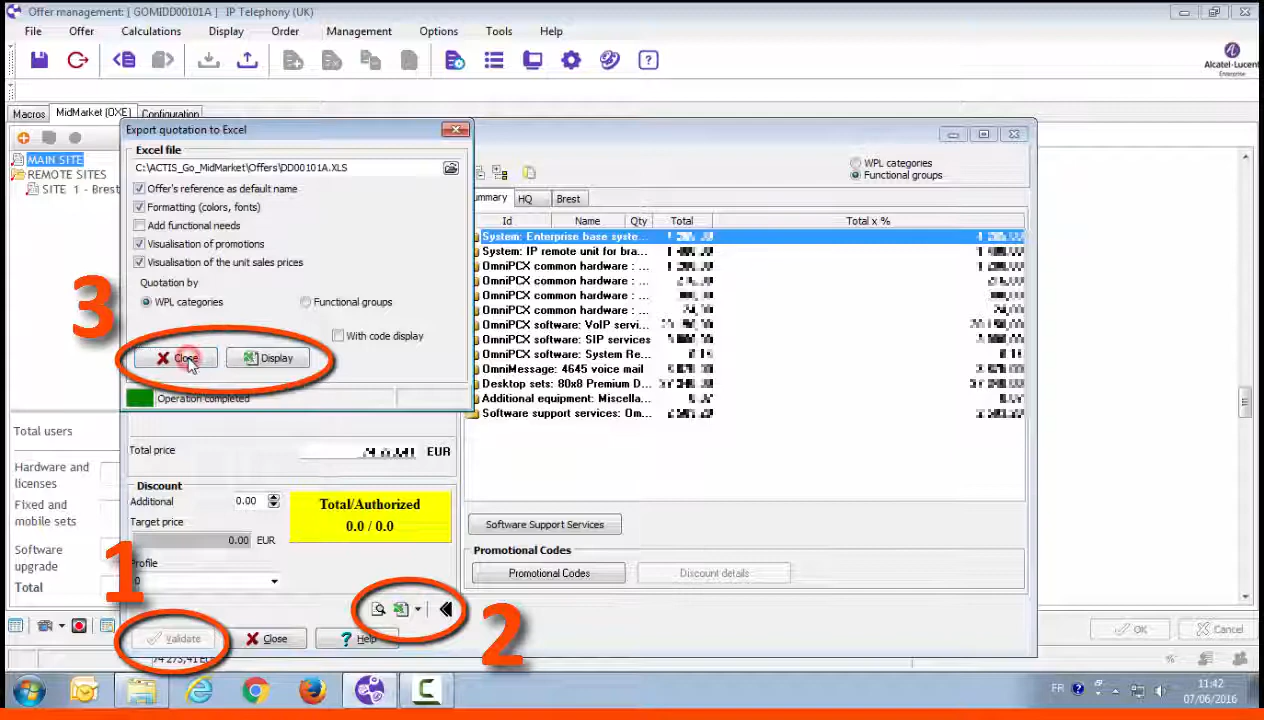 Offer management: [ GOMIDD00101A ] IP Telephony (UK)
File Offer Calculations Display Order Management Options Tools Help
Alcatel·Lucent
Enterprise
Macros MidMarket (OXE) Configuration
MAIN SITE
REMOTE SITES
SITE 1 - Brest
Total users
Hardware and
licenses
Fixed and
mobile sets
Software
upgrade
Total
Export quotation to Excel
Excel file
C:\ACTIS_Go_MidMarket\Offers\DD00101A.XLS
Offer's reference as default name
Formatting (colors, fonts)
Add functional needs
Visualisation of promotions
Visualisation of the unit sales prices
Quotation by
WPL categories Functional groups
With code display
3
Close Display
Operation completed
Total price EUR
Discount
Additional 0.00
Target price
0.00 EUR
Profile
0
Total/Authorized
0.0 / 0.0
1
2
Validate Close Help
74 273,41 E
WPL categories
Functional groups
HQ Brest
Id Name Qty Total Total x %
System: Enterprise base syste...
System: IP remote unit for bra...
OmniPCX common hardware : ...
OmniPCX common hardware : ...
OmniPCX common hardware : ...
OmniPCX common hardware : ...
OmniPCX software: VoIP servi...
OmniPCX software: SIP services
OmniPCX software: System Re...
OmniMessage: 4645 voice mail
Desktop sets: 80x8 Premium D...
Additional equipment: Miscella...
Software support services: Om...
Software Support Services
Promotional Codes
Promotional Codes Discount details
OK Cancel
%
FR
11:42
07/06/2016